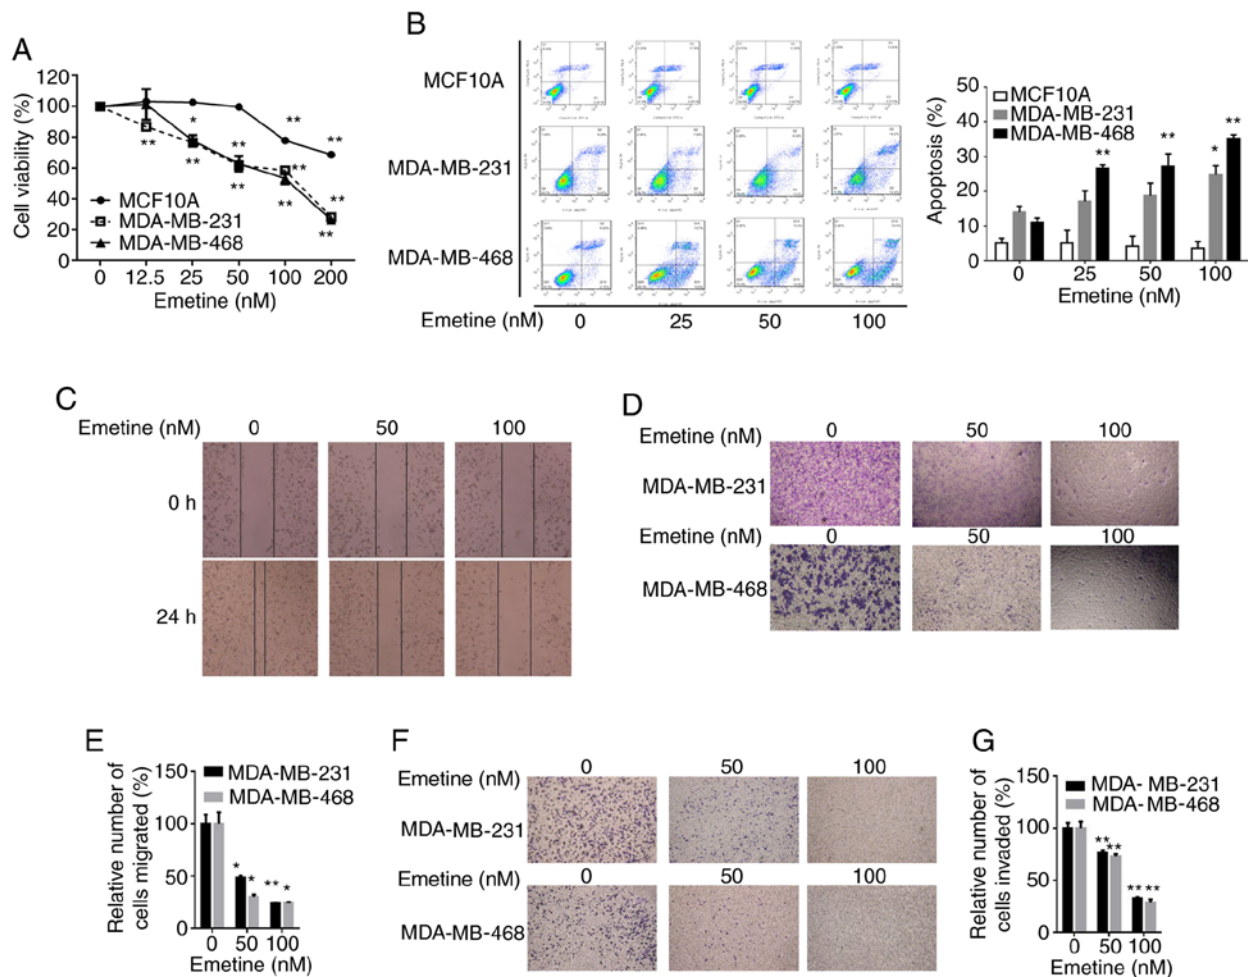 A
Cell viability (%)
120
100
80
60
40
20
0
*
**
**
**
**
**
**
**
**
**
**
**
MCF10A
MDA-MB-231
MDA-MB-468
0 12.5 25 50 100 200
Emetine (nM)
B
MCF10A
MDA-MB-231
MDA-MB-468
Emetine (nM) 0 25 50 100
Apoptosis (%)
50
40
30
20
10
0
MCF10A
MDA-MB-231
MDA-MB-468
** ** * **
0 25 50 100
Emetine (nM)
C
Emetine (nM) 0 50 100
0 h
24 h
D
Emetine (nM) 0 50 100
MDA-MB-231
Emetine (nM) 0 50 100
MDA-MB-468
E
Relative number of
cells migrated (%)
150
100
50
0
MDA-MB-231
MDA-MB-468
* * ** *
0 50 100
Emetine (nM)
F
Emetine (nM) 0 50 100
MDA-MB-231
Emetine (nM) 0 50 100
MDA-MB-468
G
Relative number of
cells invaded (%)
150
100
50
0
MDA- MB-231
MDA- MB-468
** ** ** **
0 50 100
Emetine (nM)